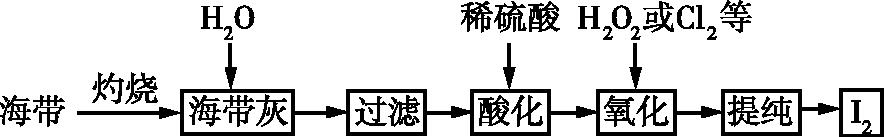 H₂O 稀硫酸 H₂O₂或Cl₂等
海带 灼烧 海带灰 过滤 酸化 氧化 提纯 I₂